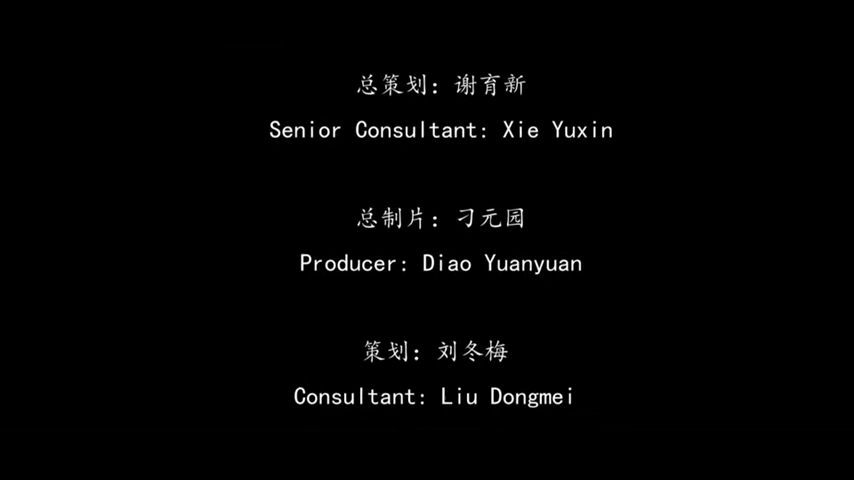 总策划：谢育新
Senior Consultant: Xie Yuxin
总制片：刁元园
Producer: Diao Yuanyuan
策划：刘冬梅
Consultant: Liu Dongmei